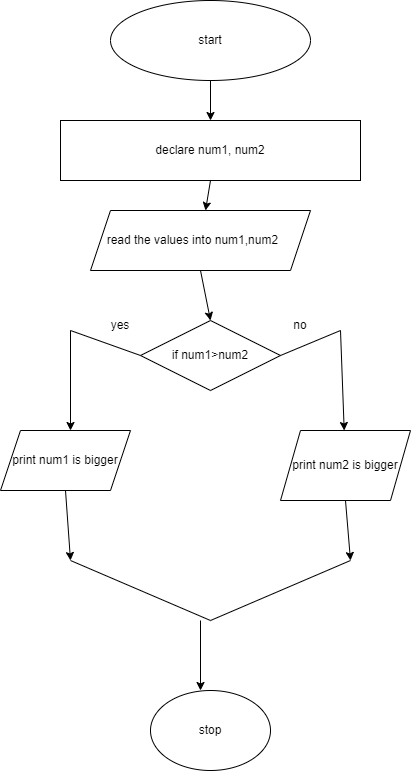 start
declare num1, num2
read the values into num1,num2
yes
no
if num1>num2
print num1 is bigger
print num2 is bigger
stop